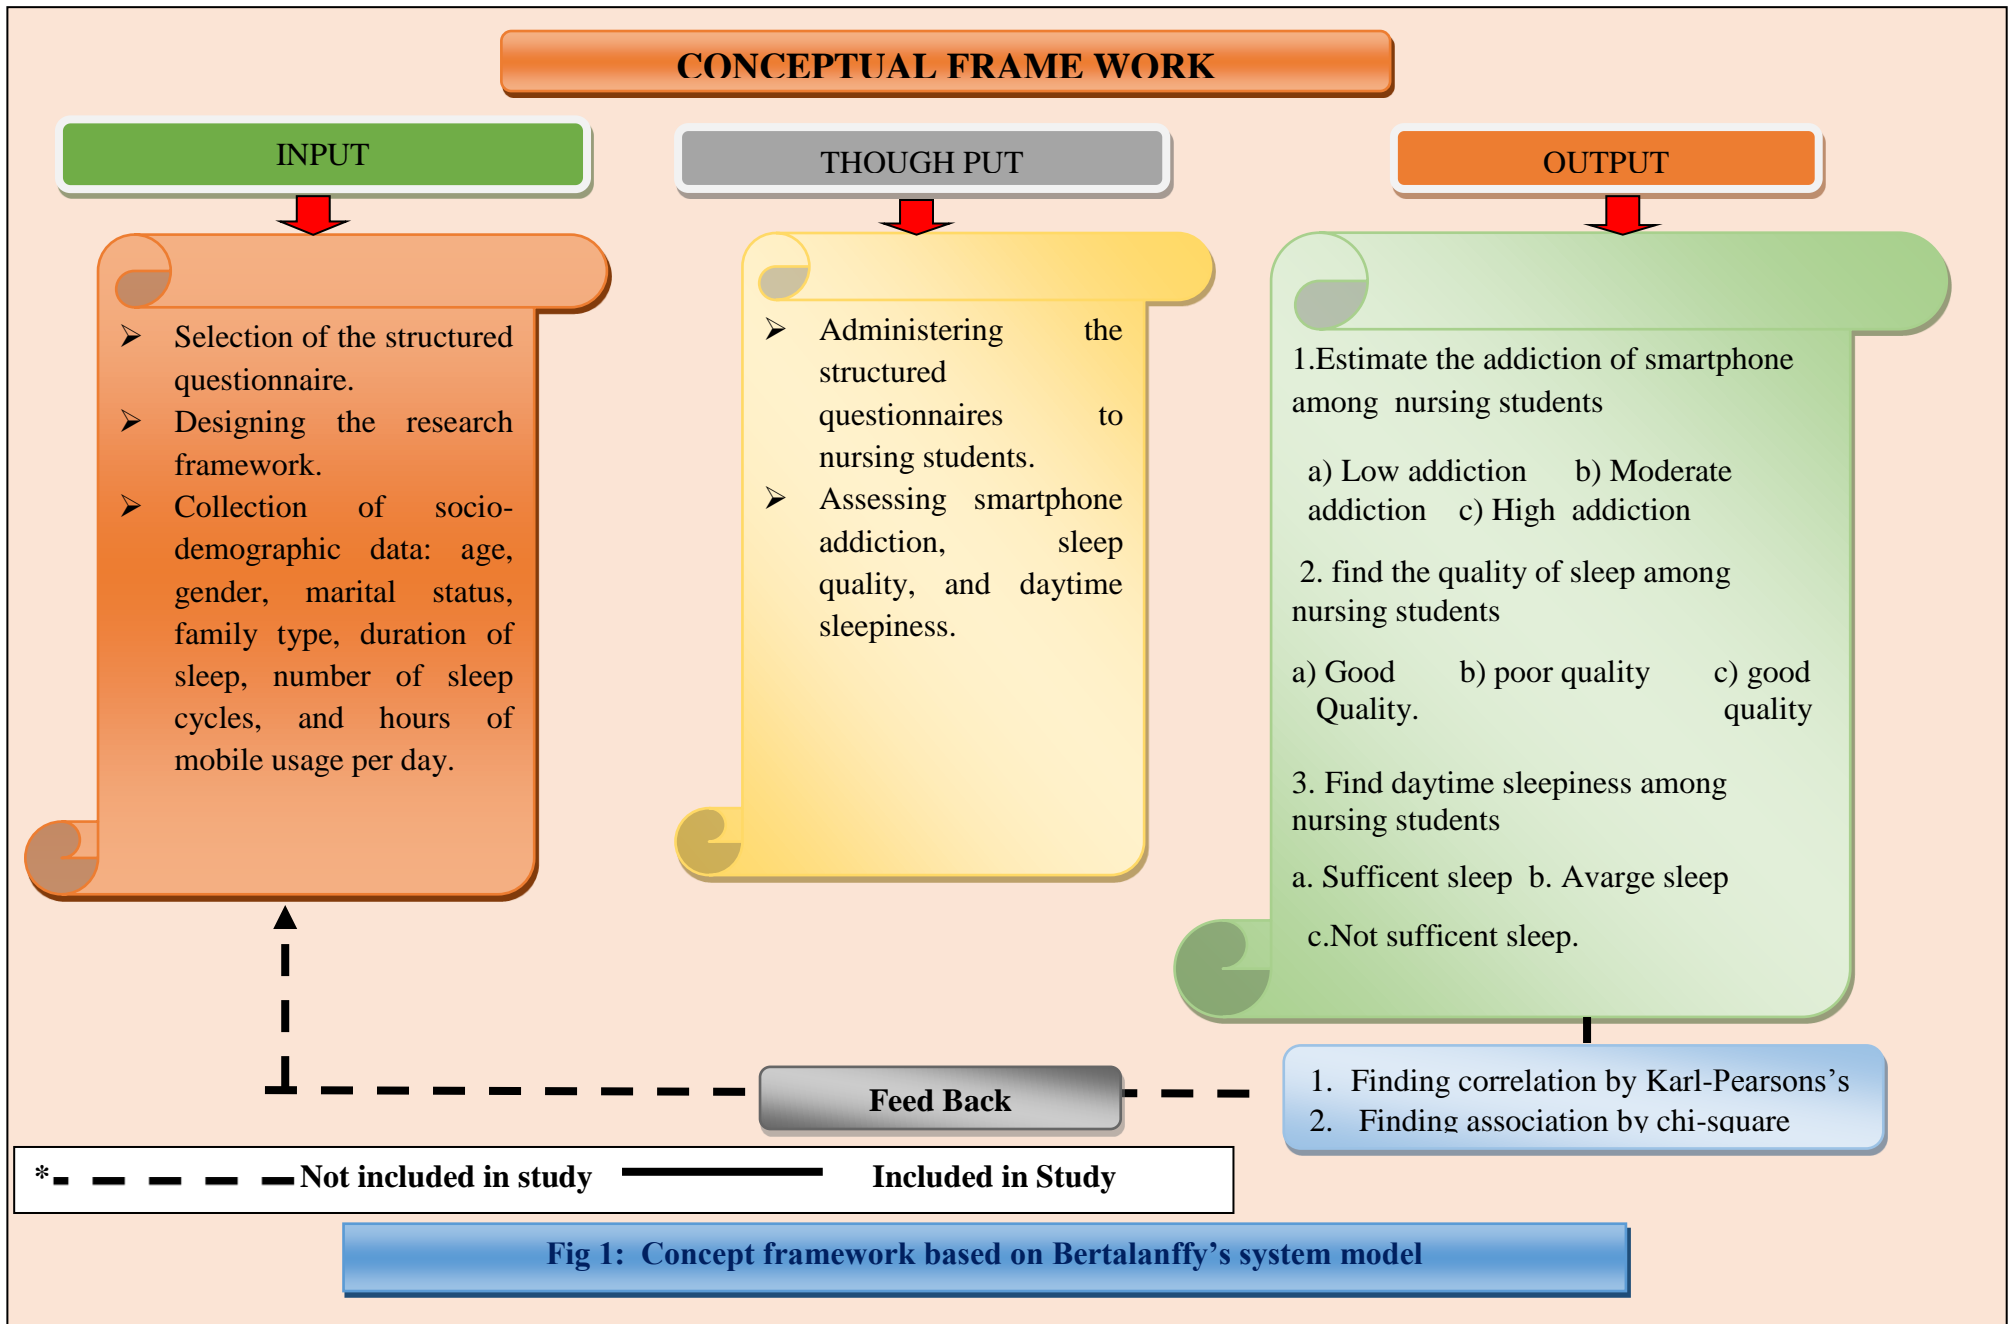 CONCEPTUAL FRAME WORK
INPUT
THOUGH PUT
OUTPUT
➢ Selection of the structured
questionnaire.
➢ Designing the research
framework.
➢ Collection of socio-
demographic data: age,
gender, marital status,
family type, duration of
sleep, number of sleep
cycles, and hours of
mobile usage per day.
➢ Administering the
structured
questionnaires to
nursing students.
➢ Assessing smartphone
addiction, sleep
quality, and daytime
sleepiness.
1.Estimate the addiction of smartphone
among nursing students
a) Low addiction b) Moderate
addiction c) High addiction
2. find the quality of sleep among
nursing students
a) Good b) poor quality c) good
Quality. quality
3. Find daytime sleepiness among
nursing students
a. Sufficent sleep b. Avarge sleep
c.Not sufficent sleep.
Feed Back
1. Finding correlation by Karl-Pearsons's
2. Finding association by chi-square
* Not included in study Included in Study
Fig 1: Concept framework based on Bertalanffy’s system model